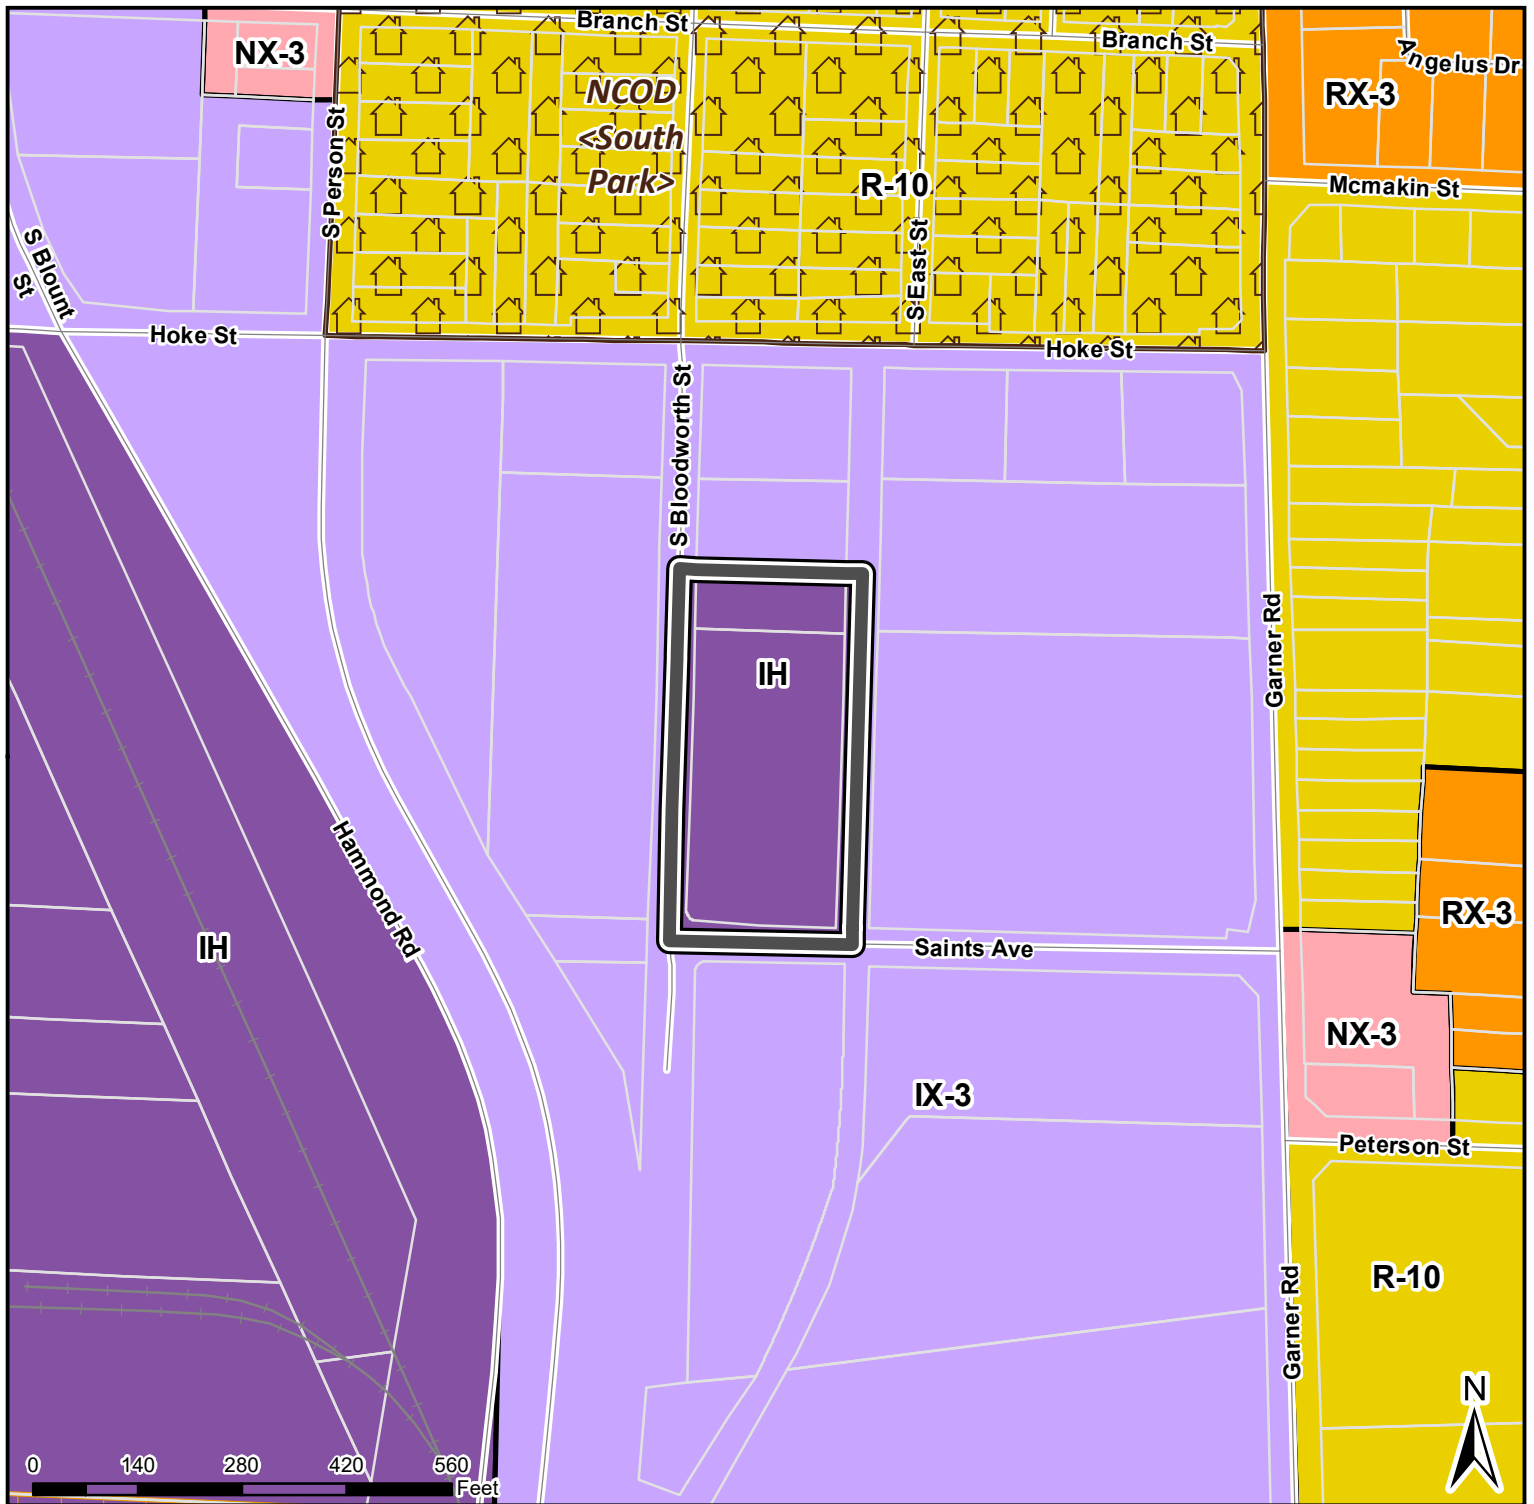 Branch St
Branch St
NX-3
Angelus Dr
NCOD
<South
Park>
RX-3
S Person St
R-10
Mcmakin St
S Blount
St
S East St
Hoke St
Hoke St
S Bloodworth St
Garner Rd
IH
Hammond Rd
RX-3
IH
Saints Ave
NX-3
IX-3
Peterson St
R-10
Garner Rd
N
0 140 280 420 560
Feet